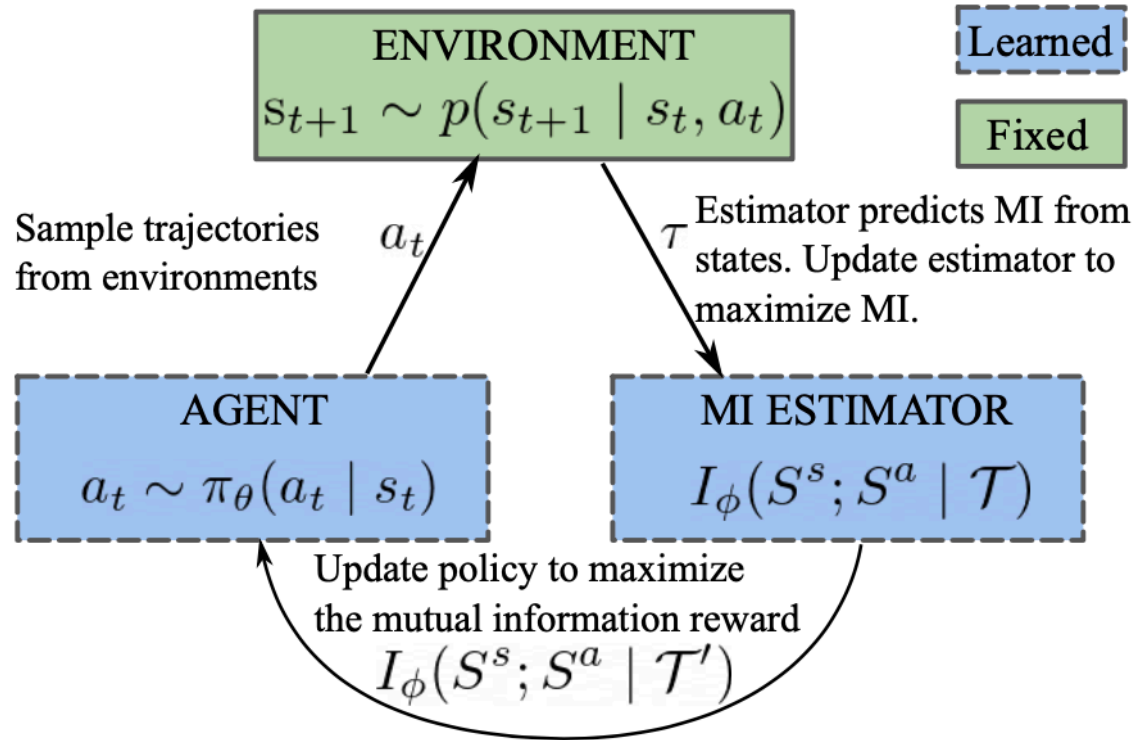 ENVIRONMENT
s_{t+1} ∼ p(s_{t+1} | s_t, a_t)
Learned
Fixed
Sample trajectories
from environments
a_t
τ
Estimator predicts MI from
states. Update estimator to
maximize MI.
AGENT
a_t ∼ π_θ(a_t | s_t)
MI ESTIMATOR
I_ϕ(S^s; S^a | 𝒯)
Update policy to maximize
the mutual information reward
I_ϕ(S^s; S^a | 𝒯′)